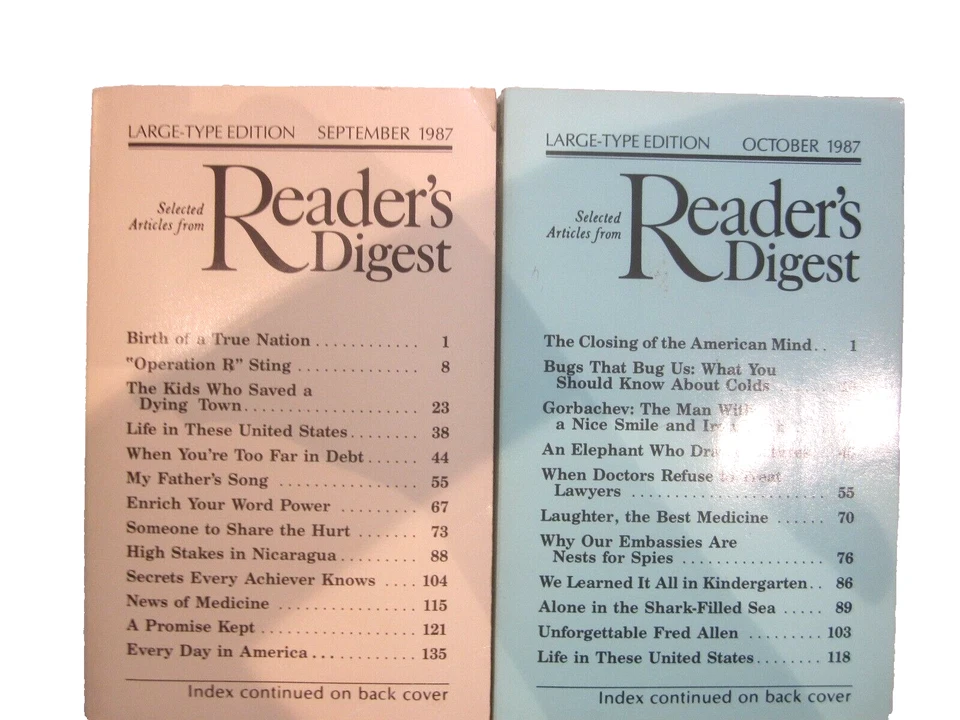 LARGE-TYPE EDITION SEPTEMBER 1987
Selected
Articles from
Reader's
Digest
Birth of a True Nation ............ 1
"Operation R" Sting .............. 8
The Kids Who Saved a
Dying Town.................... 23
Life in These United States........ 38
When You're Too Far in Debt...... 44
My Father's Song ................ 55
Enrich Your Word Power ......... 67
Someone to Share the Hurt ....... 73
High Stakes in Nicaragua......... 88
Secrets Every Achiever Knows .... 104
News of Medicine ................ 115
A Promise Kept .................. 121
Every Day in America............ 135
Index continued on back cover
LARGE-TYPE EDITION OCTOBER 1987
Selected
Articles from
Reader's
Digest
The Closing of the American Mind.. 1
Bugs That Bug Us: What You
Should Know About Colds
Gorbachev: The Man With
a Nice Smile and
An Elephant Who
When Doctors Refuse to Treat
Lawyers ...................... 55
Laughter, the Best Medicine ...... 70
Why Our Embassies Are
Nests for Spies ................ 76
We Learned It All in Kindergarten.. 86
Alone in the Shark-Filled Sea ..... 89
Unforgettable Fred Allen ......... 103
Life in These United States........ 118
Index continued on back cover